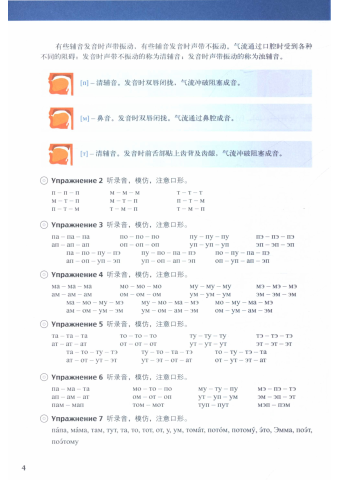 有些辅音发音时声带振动，有些辅音发音时声带不振动。气流通过口腔时受到各种
不同的阻碍，发音时声带不振动的称为清辅音；发音时声带振动的称为浊辅音。
[п] – 清辅音。发音时双唇闭拢，气流冲破阻塞成音。
[м] – 鼻音。发音时双唇闭拢，气流通过鼻腔成音。
[т] – 清辅音。发音时前舌部贴上齿背及齿龈，气流冲破阻塞成音。
Упражнение 2 听录音，模仿，注意口形。
п – п – п м – м – м т – т – т
м – т – п м – т – п п – т – м
п – т – м т – м – п т – м – п
Упражнение 3 听录音，模仿，注意口形。
па – па – па по – по – по пу – пу – пу пэ – пэ – пэ
ап – ап – ап оп – оп – оп уп – уп – уп эп – эп – эп
па – по – пу – пэ пу – по – па – пэ по – пу – па – пэ
ап – оп – уп – эп уп – оп – ап – эп оп – уп – ап – эп
Упражнение 4 听录音，模仿，注意口形。
ма – ма – ма мо – мо – мо му – му – му мэ – мэ – мэ
ам – ам – ам ом – ом – ом ум – ум – ум эм – эм – эм
ма – мо – му – мэ му – мо – ма – мэ мо – му – ма – мэ
ам – ом – ум – эм ум – ом – ам – эм ом – ум – ам – эм
Упражнение 5 听录音，模仿，注意口形。
та – та – та то – то – то ту – ту – ту тэ – тэ – тэ
ат – ат – ат от – от – от ут – ут – ут эт – эт – эт
та – то – ту – тэ ту – то – та – тэ то – ту – тэ – та
ат – от – ут – эт ут – эт – от – ат от – ут – эт – ат
Упражнение 6 听录音，模仿，注意口形。
па – ма – та мо – то – по му – ту – пу мэ – пэ – тэ
ап – ам – ат ом – от – оп ут – уп – ум эм – эп – эт
пам – мап том – мот туп – пут мэп – пэм
Упражнение 7 听录音，模仿，注意口形。
па́па, ма́ма, там, тут, та, то, тот, от, у, ум, тома́т, пото́м, потому́, э́то, Э́мма, поэ́т,
поэ́тому
4